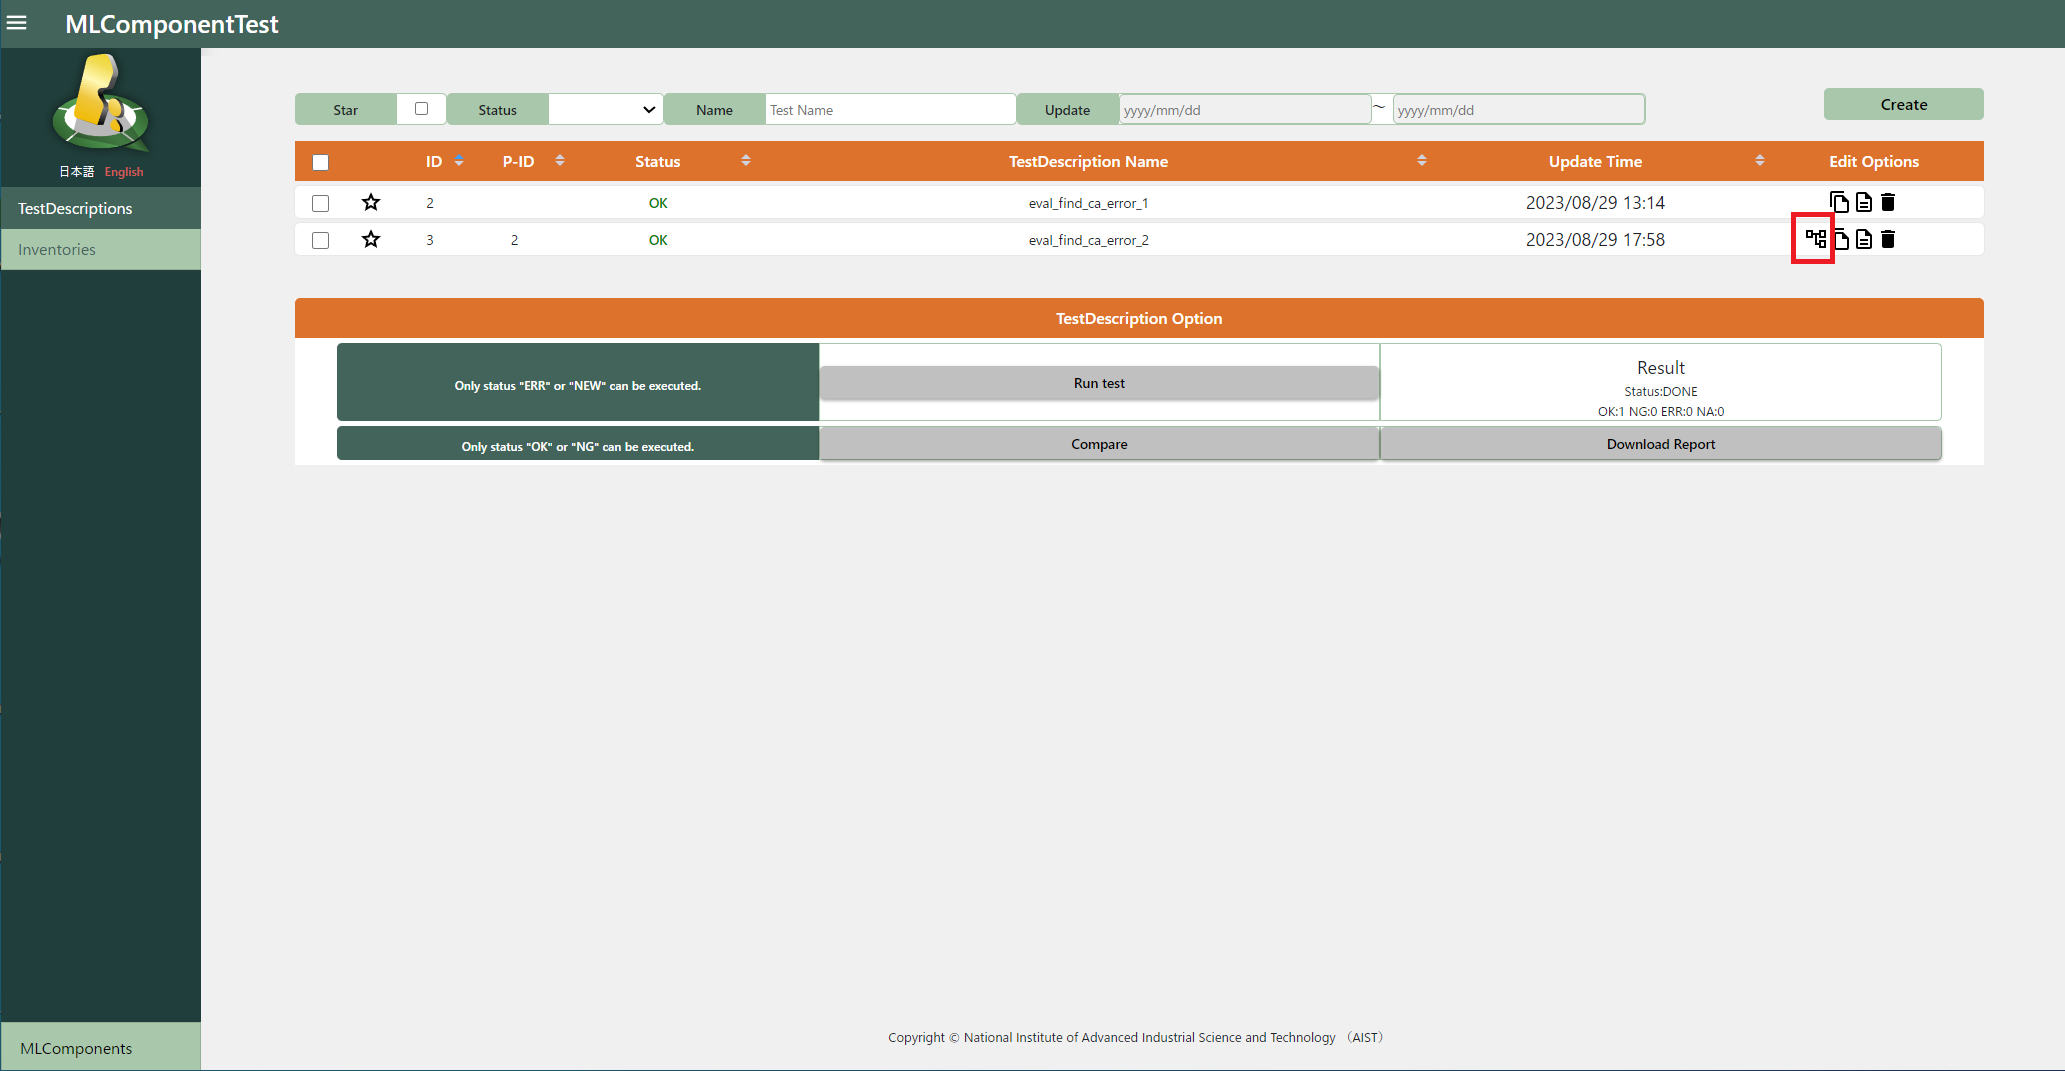 MLComponentTest
日本語 English
TestDescriptions
Inventories
MLComponents
Star Status Name Test Name Update yyyy/mm/dd ~ yyyy/mm/dd Create
ID P-ID Status TestDescription Name Update Time Edit Options
2 OK eval_find_ca_error_1 2023/08/29 13:14
3 2 OK eval_find_ca_error_2 2023/08/29 17:58
TestDescription Option
Only status "ERR" or "NEW" can be executed. Run test
Result
Status:DONE
OK:1 NG:0 ERR:0 NA:0
Only status "OK" or "NG" can be executed. Compare Download Report
Copyright © National Institute of Advanced Industrial Science and Technology （AIST）